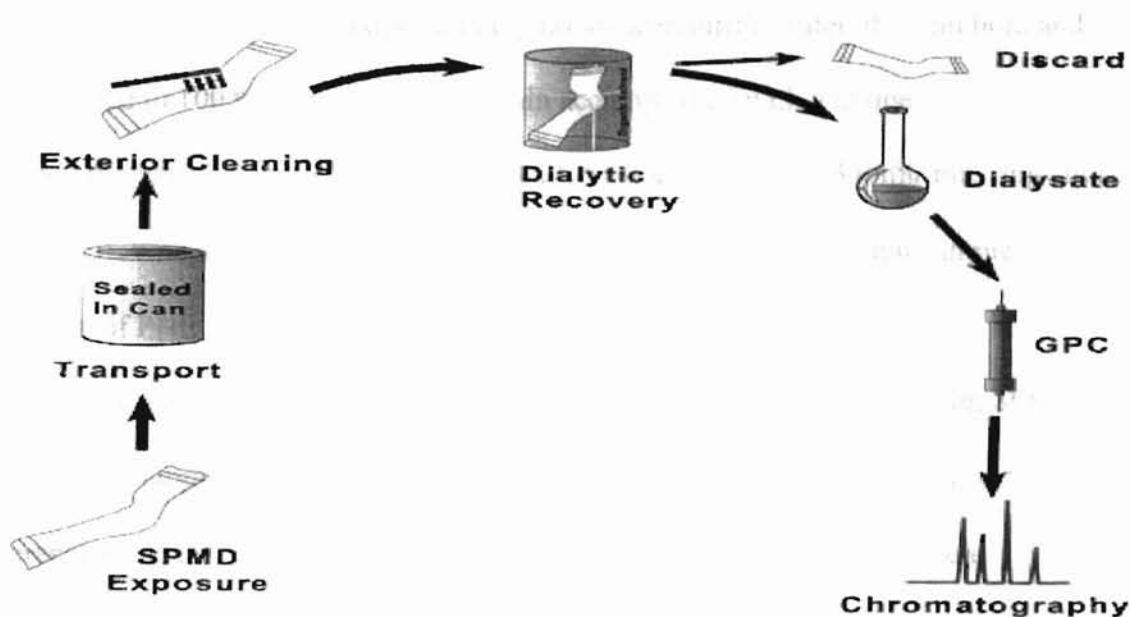 SPMD
Exposure
Transport
Sealed
In Can
Exterior Cleaning
Dialytic
Recovery
Discard
Dialysate
GPC
Chromatography